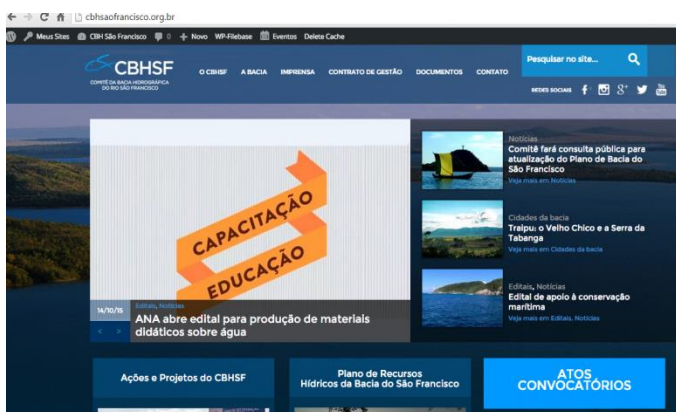 cbhsaofrancisco.org.br
Meus Sites CBH São Francisco 0 + Novo WP-Filebase Eventos Delete Cache
CBHSF
COMITÊ DA BACIA HIDROGRÁFICA
DO RIO SÃO FRANCISCO
O CBHSF A BACIA IMPRENSA CONTRATO DE GESTÃO DOCUMENTOS CONTATO
Pesquisar no site...
REDES SOCIAIS
CAPACITAÇÃO
EDUCAÇÃO
14/10/15
Editais, Notícias
ANA abre edital para produção de materiais
didáticos sobre água
Notícias
Comitê fará consulta pública para
atualização do Plano de Bacia do
São Francisco
Veja mais em Notícias
Cidades da bacia
Traipu: o Velho Chico e a Serra da
Tabanga
Veja mais em Cidades da bacia
Editais, Notícias
Edital de apoio à conservação
marítima
Veja mais em Editais, Notícias
Ações e Projetos do CBHSF
Plano de Recursos
Hídricos da Bacia do São Francisco
ATOS
CONVOCATÓRIOS